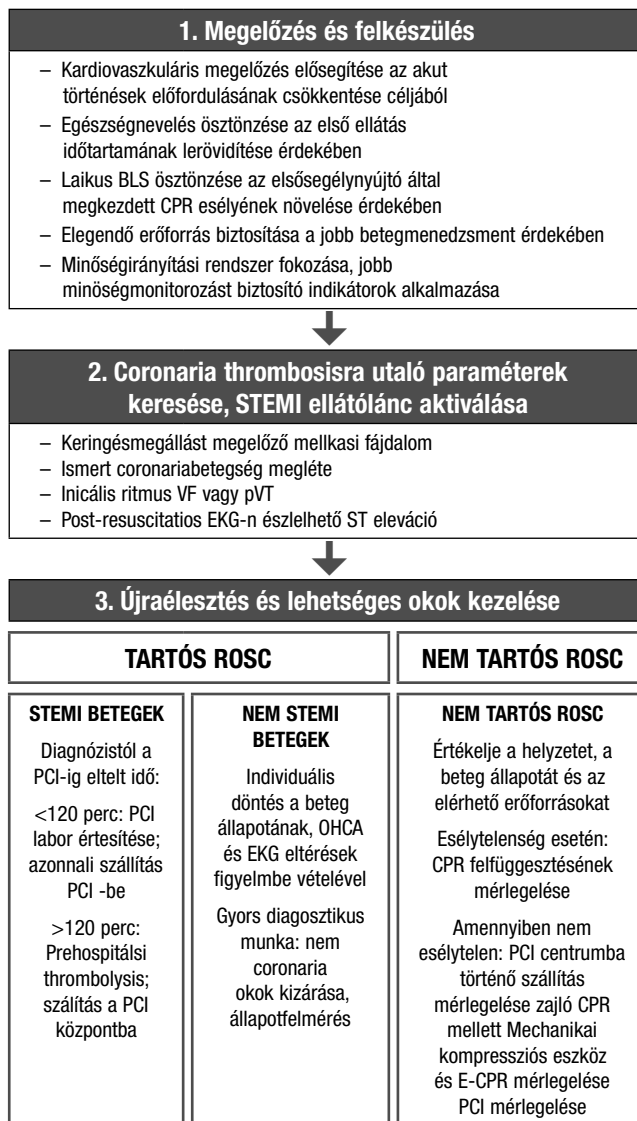 1. Megelőzés és felkészülés
– Kardiovaszkuláris megelőzés elősegítése az akut
történések előfordulásának csökkentése céljából
– Egészségnevelés ösztönzése az első ellátás
időtartamának lerövidítése érdekében
– Laikus BLS ösztönzése az elsősegélynyújtó által
megkezdett CPR esélyének növelése érdekében
– Elegendő erőforrás biztosítása a jobb betegmenedzsment érdekében
– Minőségirányítási rendszer fokozása, jobb
minöségmonitorozást biztosító indikátorok alkalmazása
2. Coronaria thrombosisra utaló paraméterek
keresése, STEMI ellátólánc aktiválása
– Keringésmegállást megelőző mellkasi fájdalom
– Ismert coronariabetegség megléte
– Inicális ritmus VF vagy pVT
– Post-resuscitatios EKG-n észlelhető ST eleváció
3. Újraélesztés és lehetséges okok kezelése
TARTÓS ROSC
STEMI BETEGEK
Diagnózistól a
PCI-ig eltelt idő:
<120 perc: PCI
labor értesítése;
azonnali szállítás
PCI -be
>120 perc:
Prehospitálsi
thrombolysis;
szálítás a PCI
központba
NEM STEMI
BETEGEK
Individuális
döntés a beteg
állapotának, OHCA
és EKG eltérések
figyelmbe vételével
Gyors diagosztikus
munka: nem
coronaria
okok kizárása,
állapotfelmérés
NEM TARTÓS ROSC
NEM TARTÓS ROSC
Értékelje a helyzetet, a
beteg állapotát és az
elérhető erőforrásokat
Esélytelenség esetén:
CPR felfüggesztésének
mérlegelése
Amennyiben nem
esélytelen: PCI centrumba
történő szállítás
mérlegelése zajló CPR
mellett Mechanikai
kompressziós eszköz
és E-CPR mérlegelése
PCI mérlegelése